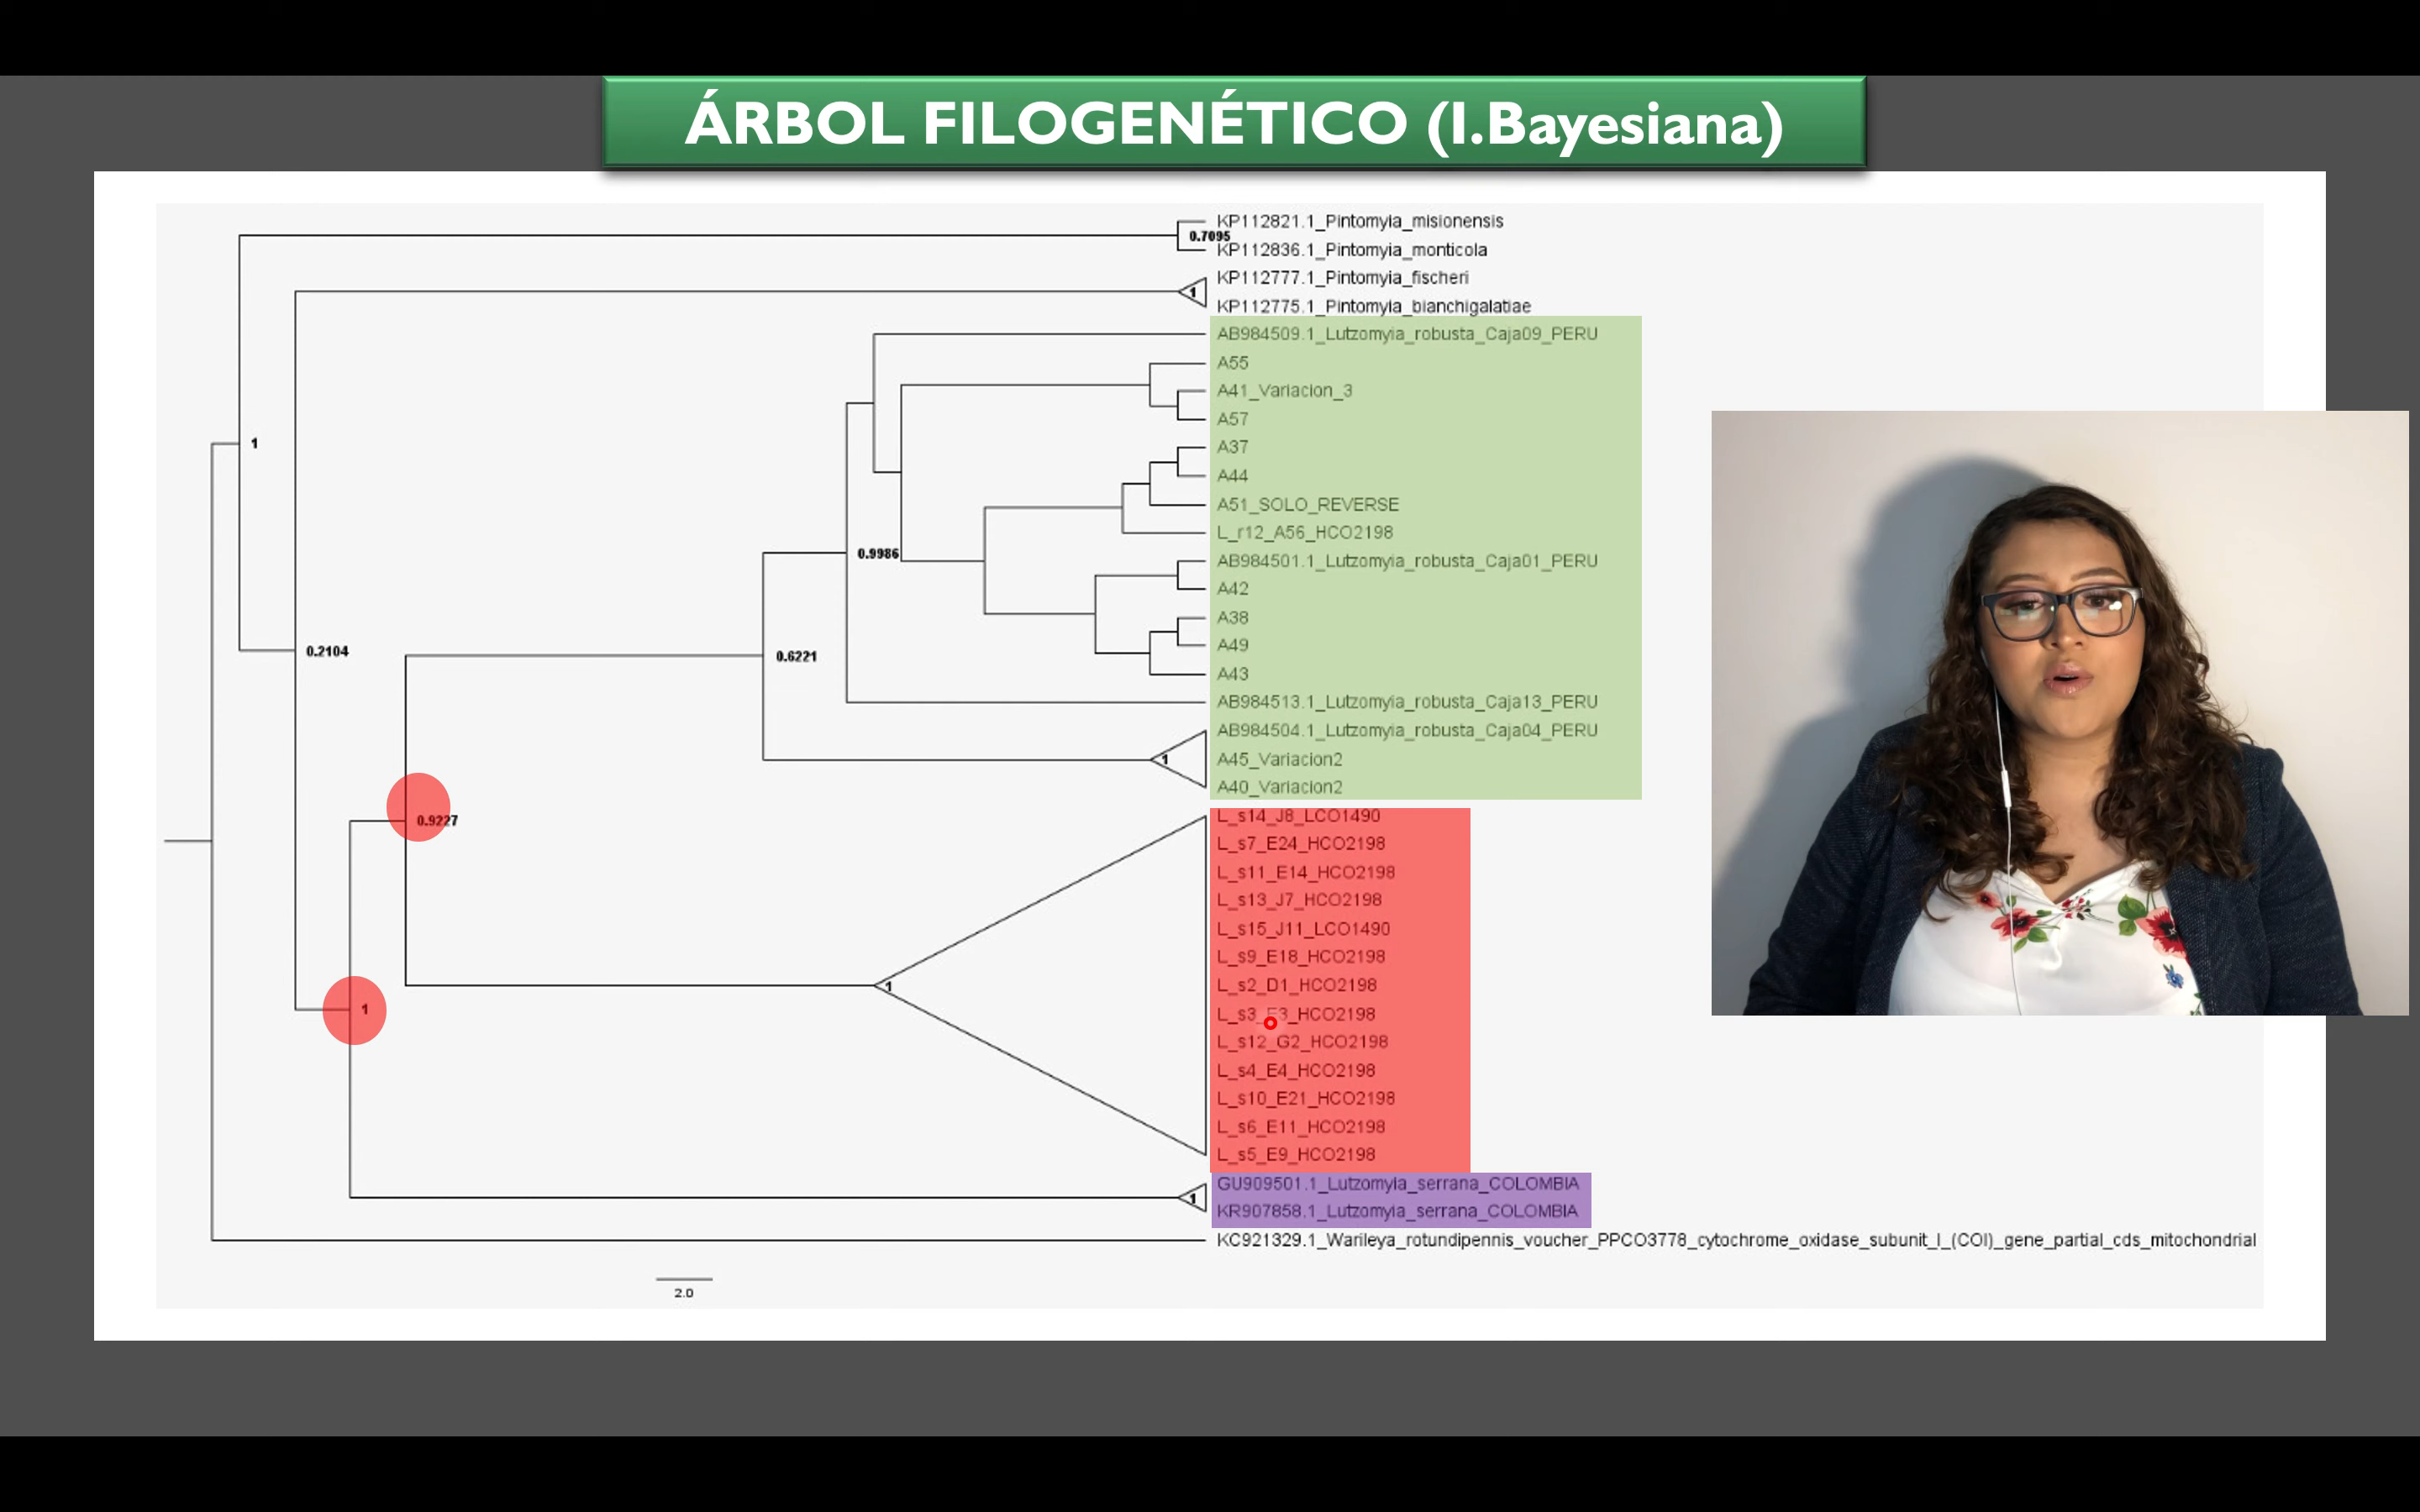 ÁRBOL FILOGENÉTICO (I.Bayesiana)
KP112821.1_Pintomyia_misionensis
0.7095
KP112836.1_Pintomyia_monticola
KP112777.1_Pintomyia_fischeri
1
KP112775.1_Pintomyia_bianchigalatiae
AB984509.1_Lutzomyia_robusta_Caja09_PERU
A55
A41_Variacion_3
A57
1
A37
A44
A51_SOLO_REVERSE
L_r12_A56_HCO2198
0.9986
AB984501.1_Lutzomyia_robusta_Caja01_PERU
A42
A38
A49
0.2104
0.6221
A43
AB984513.1_Lutzomyia_robusta_Caja13_PERU
AB984504.1_Lutzomyia_robusta_Caja04_PERU
1
A45_Variacion2
A40_Variacion2
0.9227
L_s14_J8_LCO1490
L_s7_E24_HCO2198
L_s11_E14_HCO2198
L_s13_J7_HCO2198
L_s15_J11_LCO1490
L_s9_E18_HCO2198
1
L_s2_D1_HCO2198
1
L_s3_E3_HCO2198
L_s12_G2_HCO2198
L_s4_E4_HCO2198
L_s10_E21_HCO2198
L_s6_E11_HCO2198
L_s5_E9_HCO2198
GU909501.1_Lutzomyia_serrana_COLOMBIA
1
KR907858.1_Lutzomyia_serrana_COLOMBIA
KC921329.1_Warileya_rotundipennis_voucher_PPCO3778_cytochrome_oxidase_subunit_I_(COI)_gene_partial_cds_mitochondrial
2.0